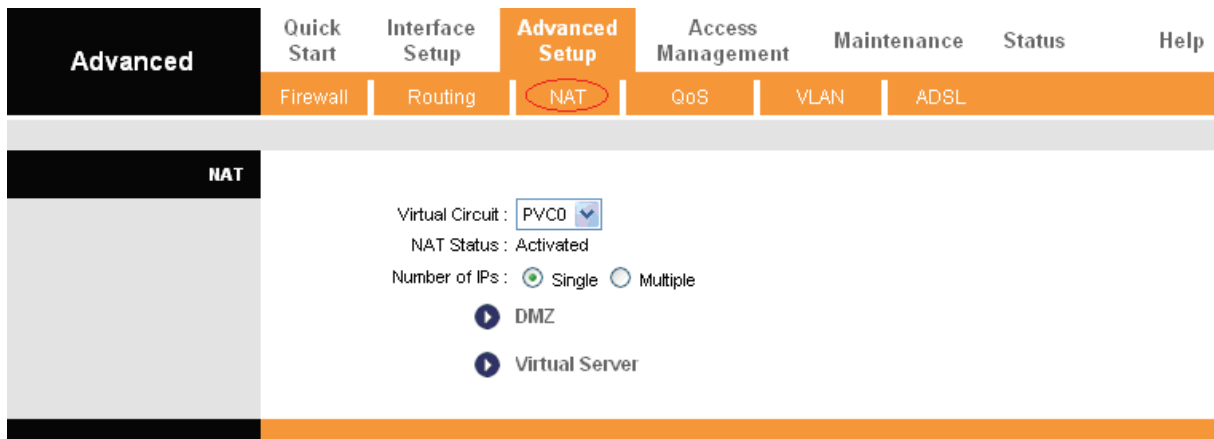 Advanced
Quick Start
Interface Setup
Advanced Setup
Access Management
Maintenance
Status
Help
Firewall
Routing
NAT
QoS
VLAN
ADSL
NAT
Virtual Circuit : PVC0
NAT Status : Activated
Number of IPs : Single Multiple
DMZ
Virtual Server